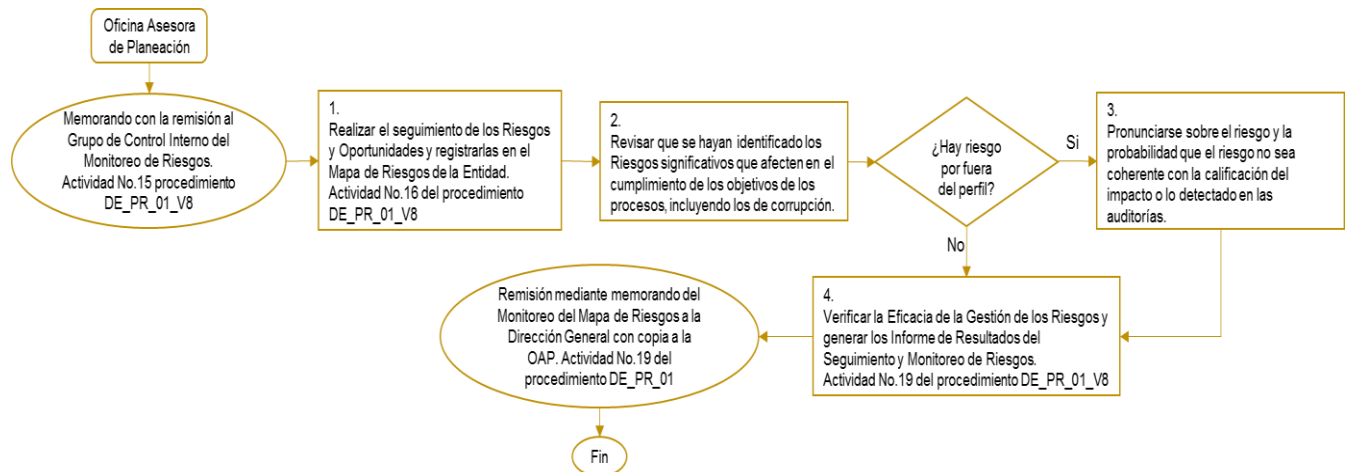 Oficina Asesora
de Planeación
Memorando con la remisión al
Grupo de Control Interno del
Monitoreo de Riesgos.
Actividad No.15 procedimiento
DE_PR_01_V8
1.
Realizar el seguimiento de los Riesgos
y Oportunidades y registrarlas en el
Mapa de Riesgos de la Entidad.
Actividad No.16 del procedimiento
DE_PR_01_V8
2.
Revisar que se hayan identificado los
Riesgos significativos que afecten en el
cumplimiento de los objetivos de los
procesos, incluyendo los de corrupción.
¿Hay riesgo
por fuera
del perfil?
Si
No
3.
Pronunciarse sobre el riesgo y la
probabilidad que el riesgo no sea
coherente con la calificación del
impacto o lo detectado en las
auditorías.
4.
Verificar la Eficacia de la Gestión de los Riesgos y
generar los Informe de Resultados del
Seguimiento y Monitoreo de Riesgos.
Actividad No.19 del procedimiento DE_PR_01_V8
Remisión mediante memorando del
Monitoreo del Mapa de Riesgos a la
Dirección General con copia a la
OAP. Actividad No.19 del
procedimiento DE_PR_01
Fin